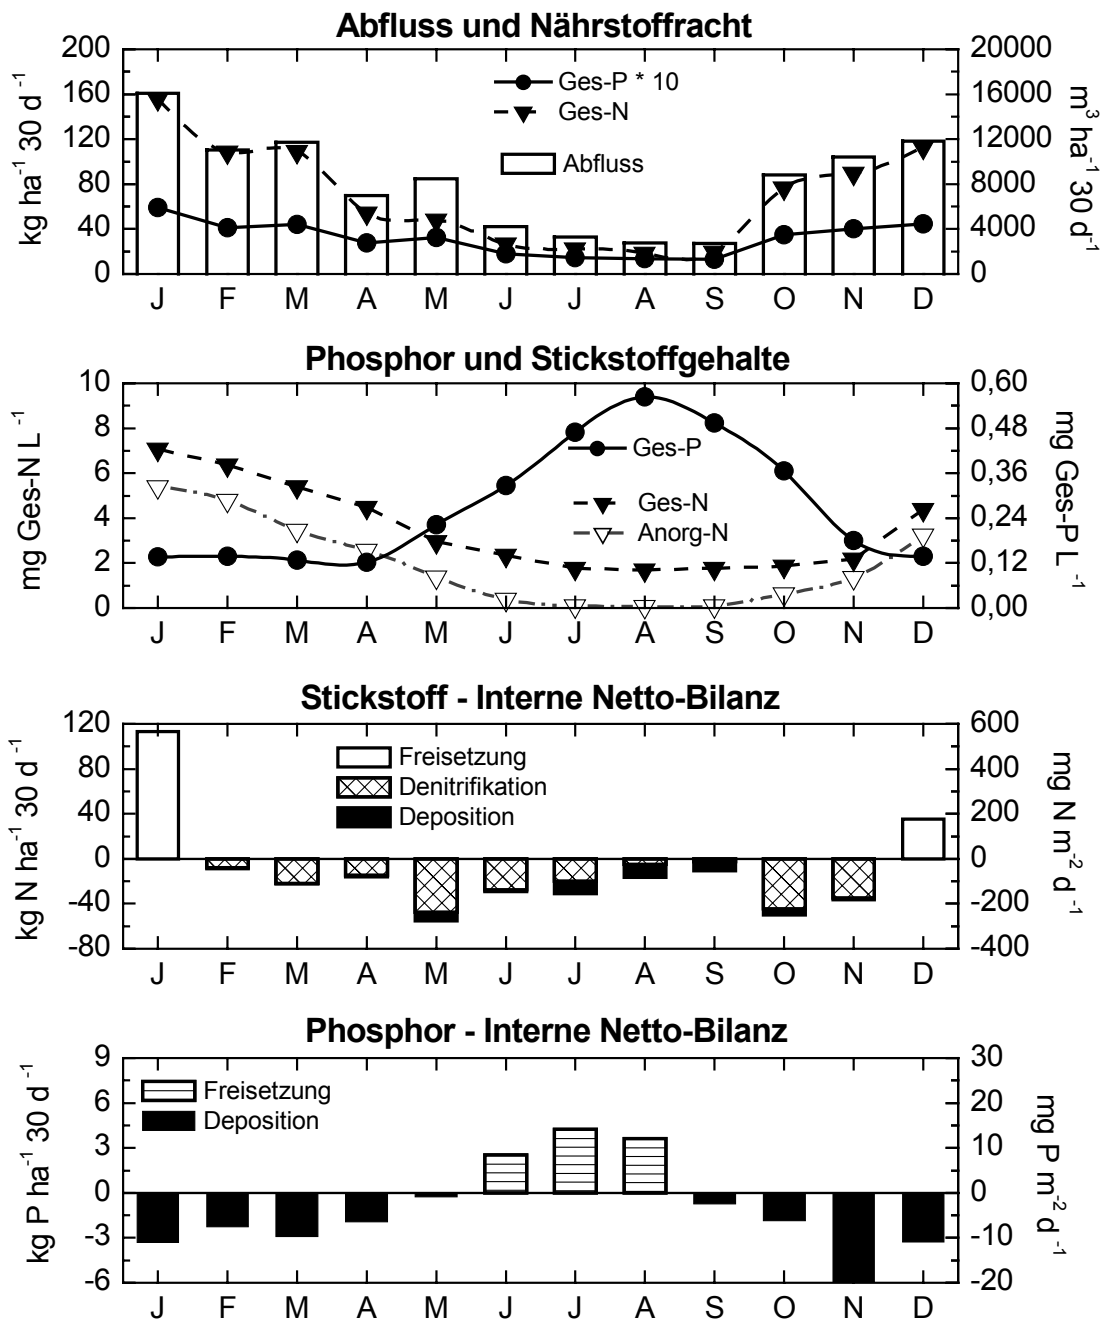 Abfluss und Nährstoffracht
kg ha⁻¹ 30 d⁻¹
200
160
120
80
40
0
Ges-P * 10
Ges-N
Abfluss
20000
16000
12000
8000
4000
0
m³ ha⁻¹ 30 d⁻¹
J F M A M J J A S O N D
Phosphor und Stickstoffgehalte
mg Ges-N L⁻¹
10
8
6
4
2
0
Ges-P
Ges-N
Anorg-N
0,60
0,48
0,36
0,24
0,12
0,00
mg Ges-P L⁻¹
J F M A M J J A S O N D
Stickstoff - Interne Netto-Bilanz
kg N ha⁻¹ 30 d⁻¹
120
80
40
0
-40
-80
Freisetzung
Denitrifikation
Deposition
600
400
200
0
-200
-400
mg N m⁻² d⁻¹
J F M A M J J A S O N D
Phosphor - Interne Netto-Bilanz
kg P ha⁻¹ 30 d⁻¹
9
6
3
0
-3
-6
Freisetzung
Deposition
30
20
10
0
-10
-20
mg P m⁻² d⁻¹
J F M A M J J A S O N D